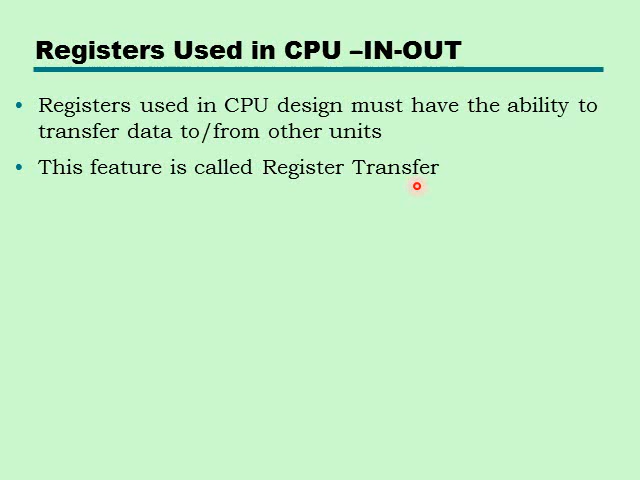 Registers Used in CPU –IN-OUT
• Registers used in CPU design must have the ability to
transfer data to/from other units
• This feature is called Register Transfer